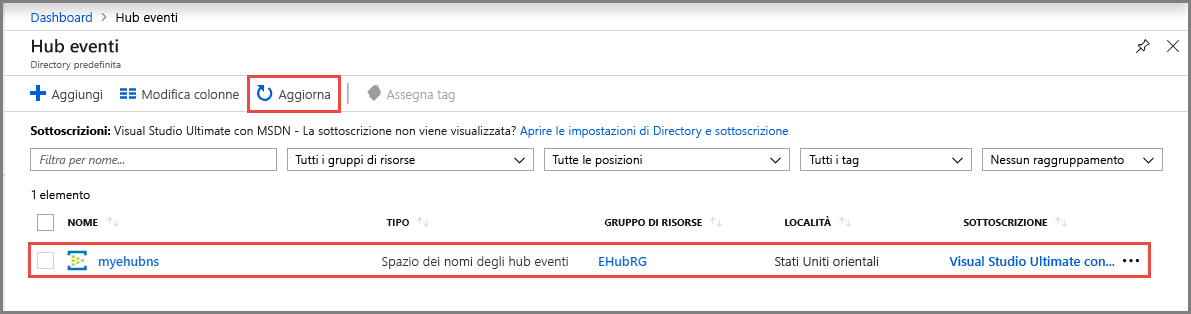 Dashboard > Hub eventi
Hub eventi
Directory predefinita
Aggiungi Modifica colonne Aggiorna Assegna tag
Sottoscrizioni: Visual Studio Ultimate con MSDN - La sottoscrizione non viene visualizzata? Aprire le impostazioni di Directory e sottoscrizione
Filtra per nome... Tutti i gruppi di risorse Tutte le posizioni Tutti i tag Nessun raggruppamento
1 elemento
NOME TIPO GRUPPO DI RISORSE LOCALITÀ SOTTOSCRIZIONE
myehubns Spazio dei nomi degli hub eventi EHubRG Stati Uniti orientali Visual Studio Ultimate con... •••